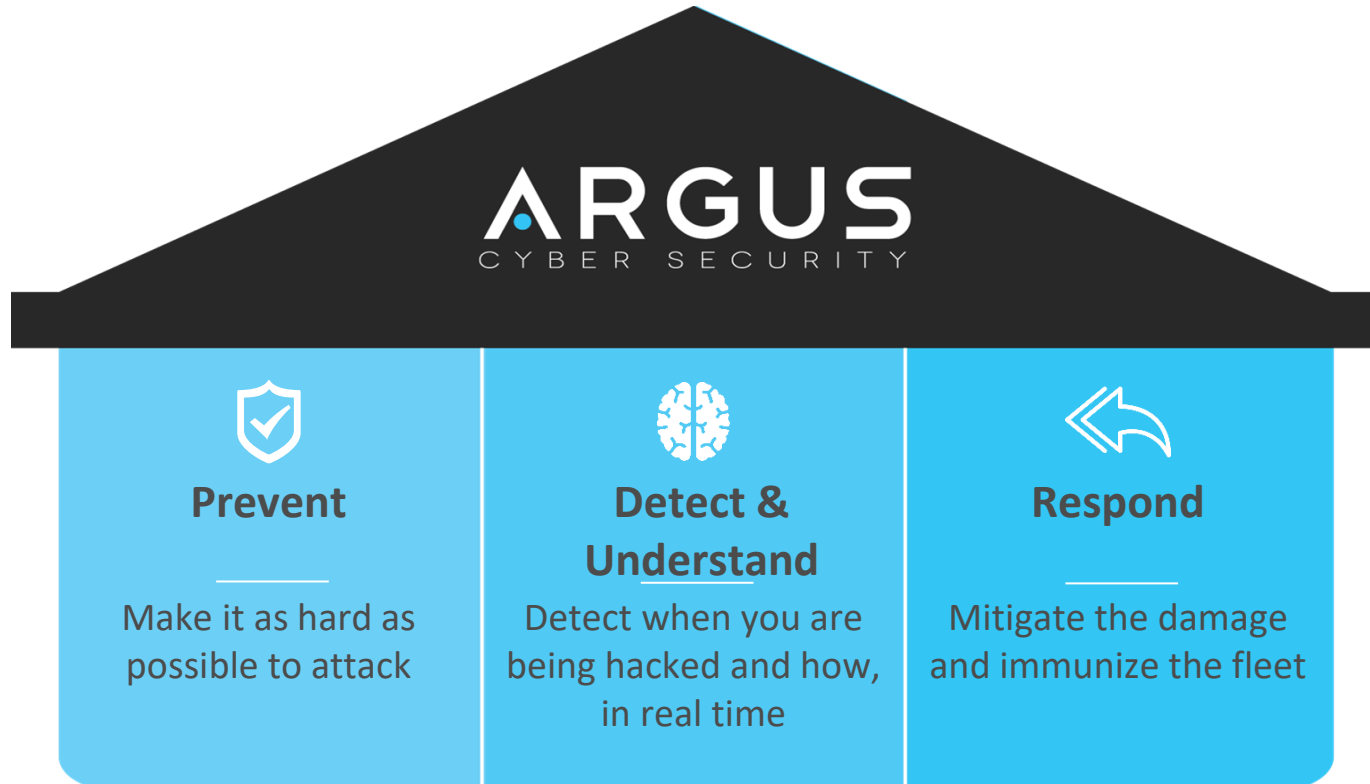 ARGUS
CYBER SECURITY
Prevent
Make it as hard as
possible to attack
Detect &
Understand
Detect when you are
being hacked and how,
in real time
Respond
Mitigate the damage
and immunize the fleet